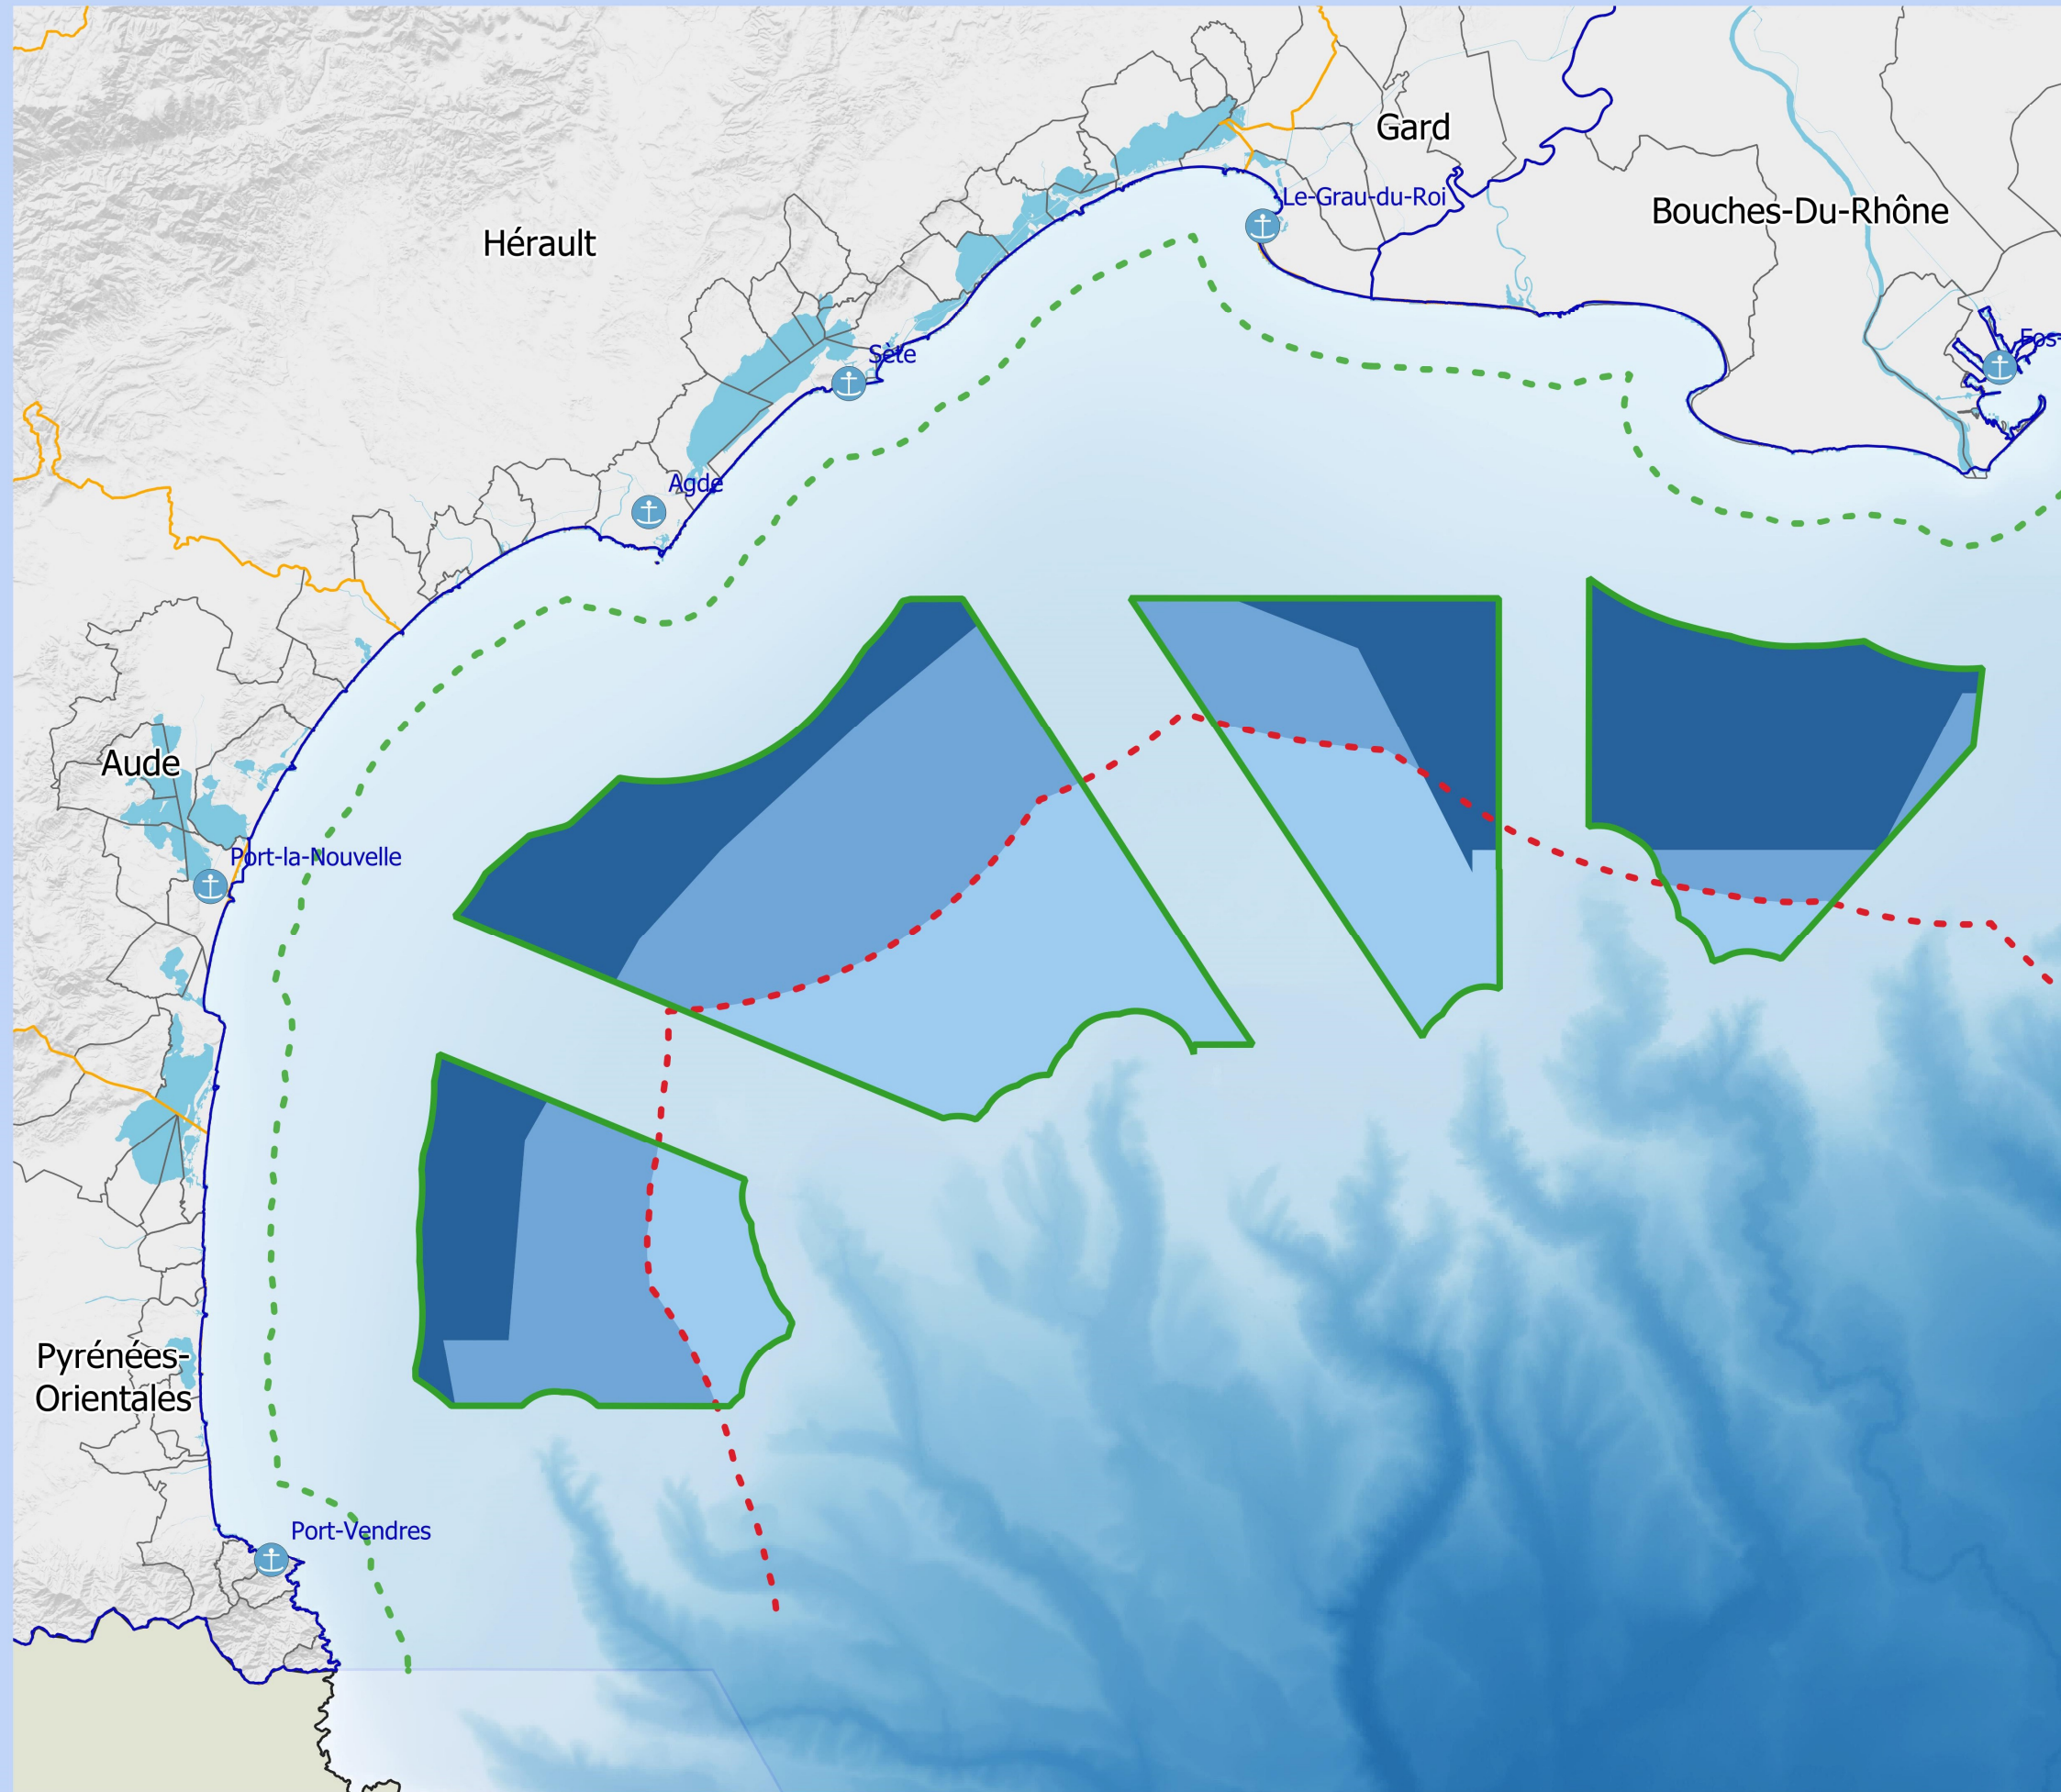 Gard
Le-Grau-du-Roi
Bouches-Du-Rhône
Hérault
Fos-
Sète
Agde
Aude
Port-la-Nouvelle
Pyrénées-
Orientales
Port-Vendres